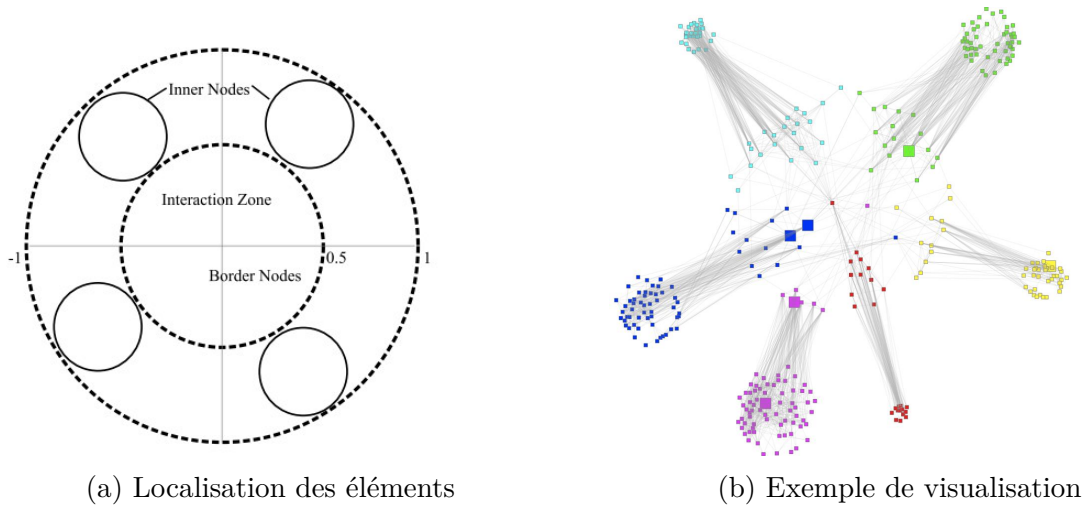 Inner Nodes
Interaction Zone
-1
0.5
1
Border Nodes
(a) Localisation des éléments
(b) Exemple de visualisation